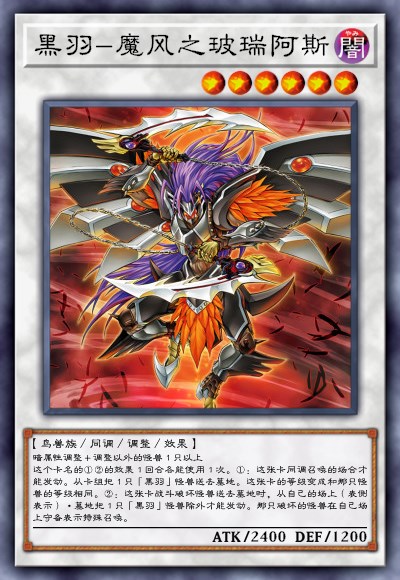 黑羽-魔风之玻瑞阿斯
やみ
闇
【鸟兽族/同调/调整/效果】
暗属性调整+调整以外的怪兽1只以上
这个卡名的①②的效果1回合各能使用1次。①:这张卡同调召唤的场合才
能发动。从卡组把1只「黑羽」怪兽送去墓地。这张卡的等级变成和那只怪
兽的等级相同。②:这张卡战斗破坏怪兽送去墓地时,从自己的场上(表侧
表示)·墓地把1只「黑羽」怪兽除外才能发动。那只破坏的怪兽在自己场
上守备表示特殊召唤。
ATK/2400 DEF/1200